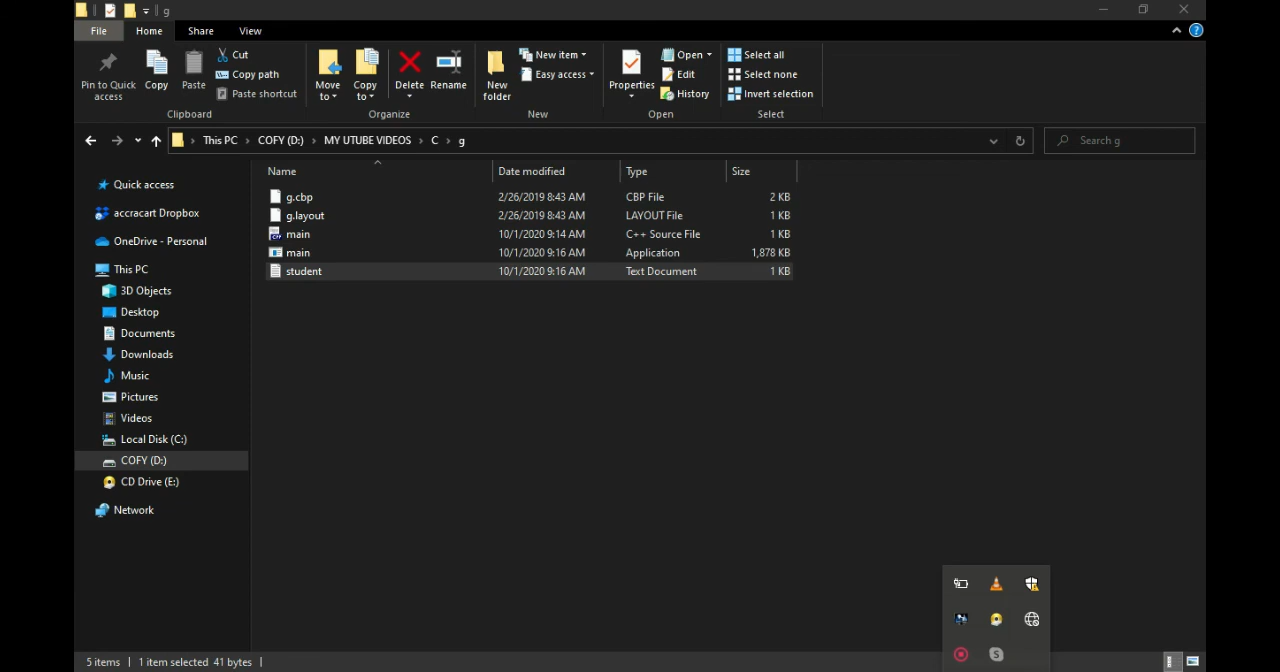 g
File Home Share View
Pin to Quick access
Copy
Paste
Cut
Copy path
Paste shortcut
Clipboard
Move to
Copy to
Delete
Rename
Organize
New folder
New item
Easy access
New
Properties
Open
Edit
History
Open
Select all
Select none
Invert selection
Select
This PC › COFY (D:) › MY UTUBE VIDEOS › C › g
Search g
Name Date modified Type Size
g.cbp 2/26/2019 8:43 AM CBP File 2 KB
g.layout 2/26/2019 8:43 AM LAYOUT File 1 KB
main 10/1/2020 9:14 AM C++ Source File 1 KB
main 10/1/2020 9:16 AM Application 1,878 KB
student 10/1/2020 9:16 AM Text Document 1 KB
Quick access
accracart Dropbox
OneDrive - Personal
This PC
3D Objects
Desktop
Documents
Downloads
Music
Pictures
Videos
Local Disk (C:)
COFY (D:)
CD Drive (E:)
Network
5 items | 1 item selected 41 bytes |